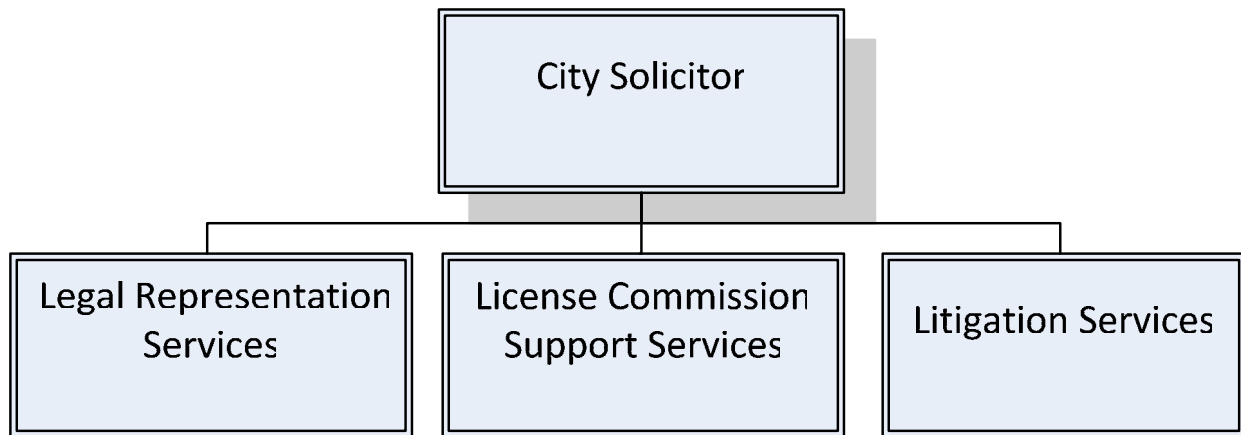 City Solicitor
Legal Representation
Services
License Commission
Support Services
Litigation Services